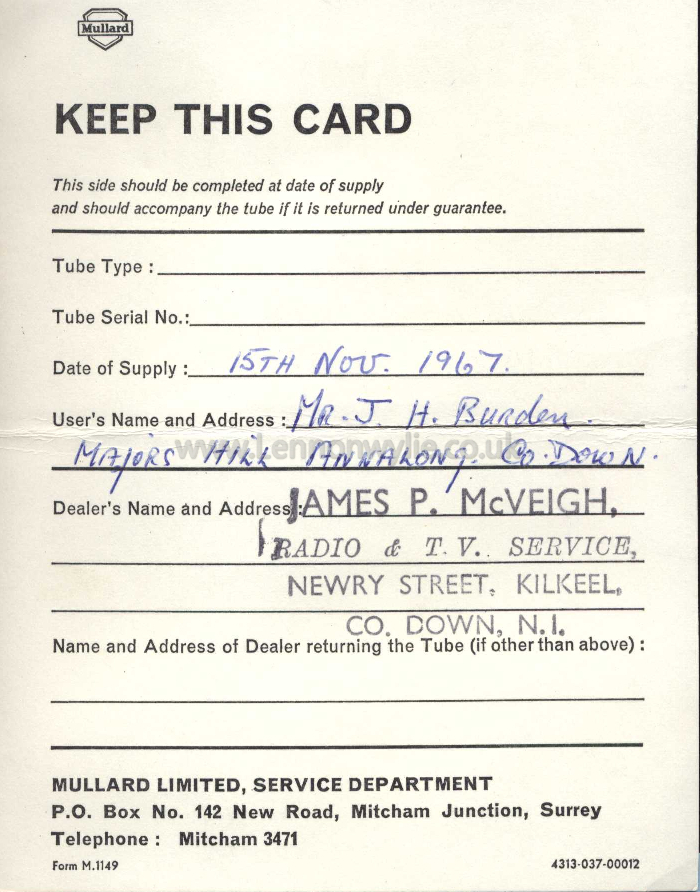 Mullard
KEEP THIS CARD
This side should be completed at date of supply
and should accompany the tube if it is returned under guarantee.
Tube Type :
Tube Serial No.:
Date of Supply : 15TH NOV. 1967.
User's Name and Address : MR. J H. Burden.
MAJORS HILL ANNALONG. CO. DOWN.
www.Lennonwylie.co.uk
Dealer's Name and Address: JAMES P. McVEIGH,
RADIO & T. V. SERVICE,
NEWRY STREET, KILKEEL,
CO. DOWN, N.I.
Name and Address of Dealer returning the Tube (if other than above) :
MULLARD LIMITED, SERVICE DEPARTMENT
P.O. Box No. 142 New Road, Mitcham Junction, Surrey
Telephone : Mitcham 3471
Form M.1149 4313-037-00012